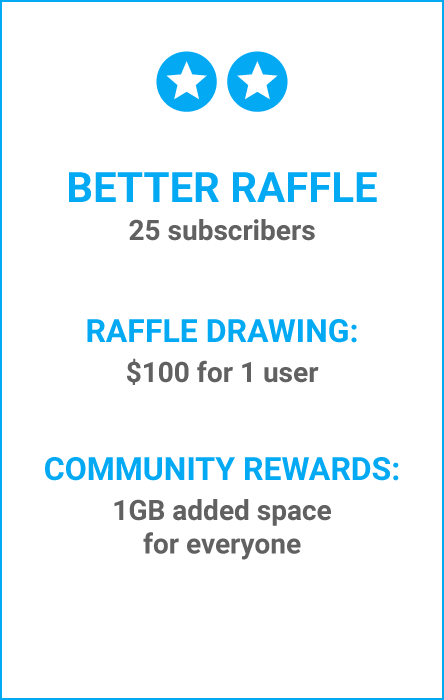 BETTER RAFFLE
25 subscribers
RAFFLE DRAWING:
$100 for 1 user
COMMUNITY REWARDS:
1GB added space
for everyone